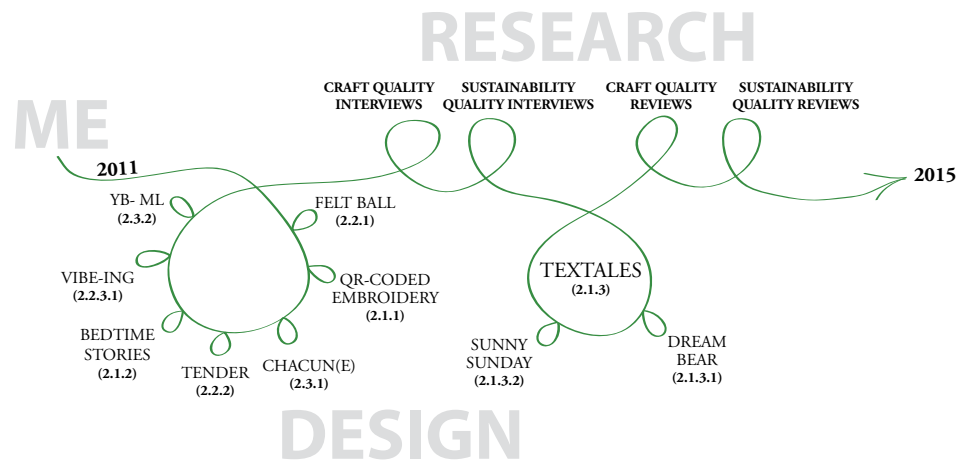 RESEARCH
CRAFT QUALITY
INTERVIEWS
SUSTAINABILITY
QUALITY INTERVIEWS
CRAFT QUALITY
REVIEWS
SUSTAINABILITY
QUALITY REVIEWS
ME
2011
2015
YB- ML
(2.3.2)
FELT BALL
(2.2.1)
VIBE-ING
(2.2.3.1)
QR-CODED
EMBROIDERY
(2.1.1)
BEDTIME
STORIES
(2.1.2)
TENDER
(2.2.2)
CHACUN(E)
(2.3.1)
TEXTALES
(2.1.3)
SUNNY
SUNDAY
(2.1.3.2)
DREAM
BEAR
(2.1.3.1)
DESIGN